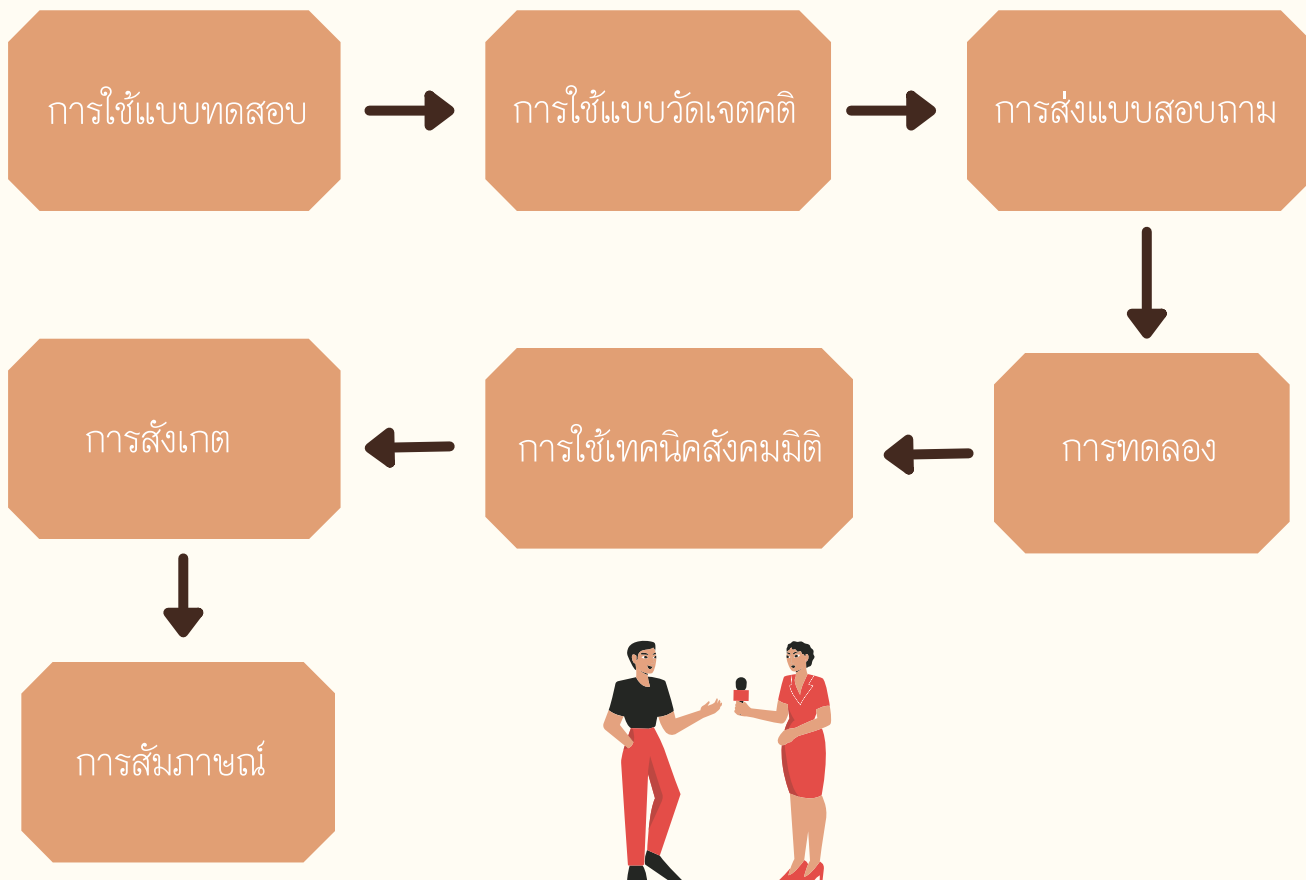 การใช้แบบทดสอบ
การใช้แบบวัดเจตคติ
การส่งแบบสอบถาม
การทดลอง
การใช้เทคนิคสังคมมิติ
การสังเกต
การสัมภาษณ์